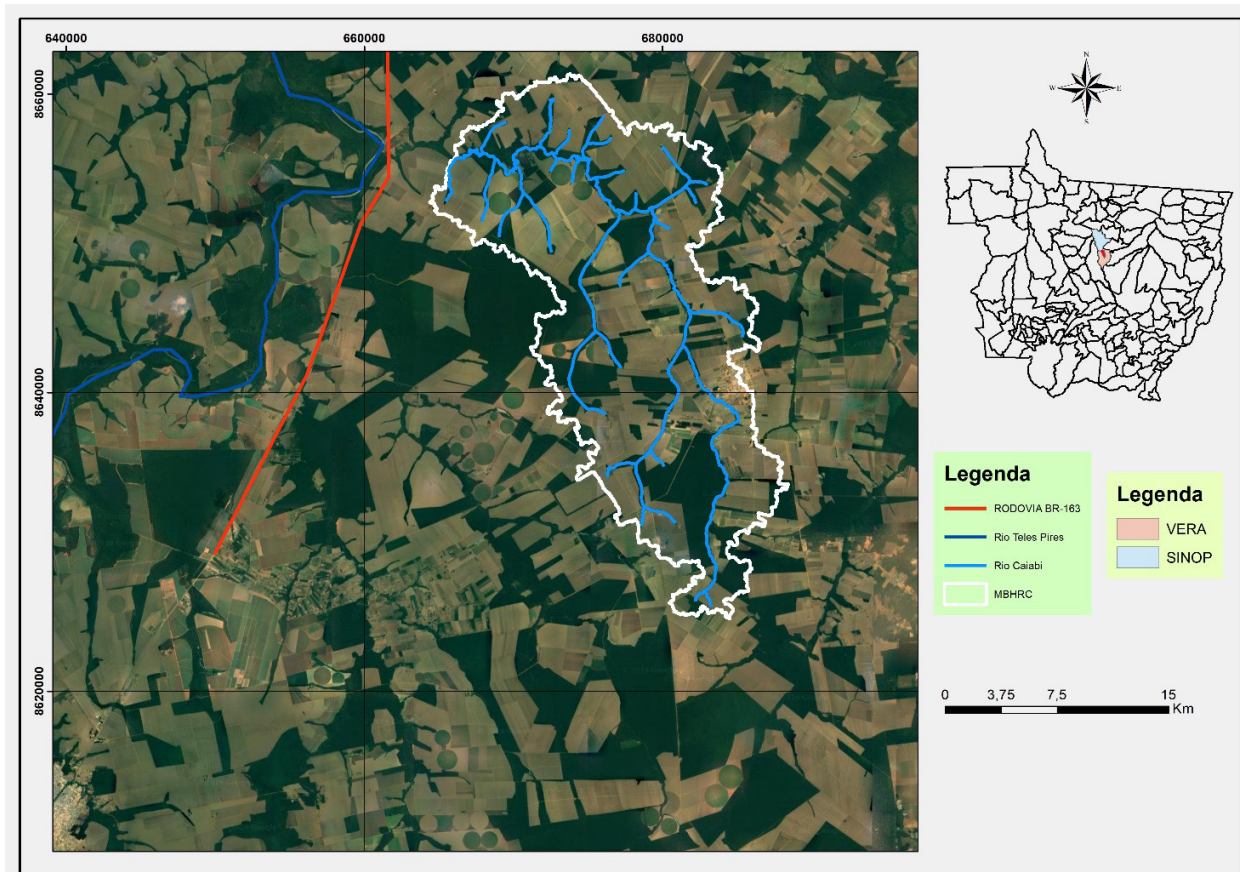 640000
660000
680000
8660000
8640000
8620000
N
W
E
S
Legenda
RODOVIA BR-163
Rio Teles Pires
Rio Caiabi
MBHRC
Legenda
VERA
SINOP
0
3,75
7,5
15
Km